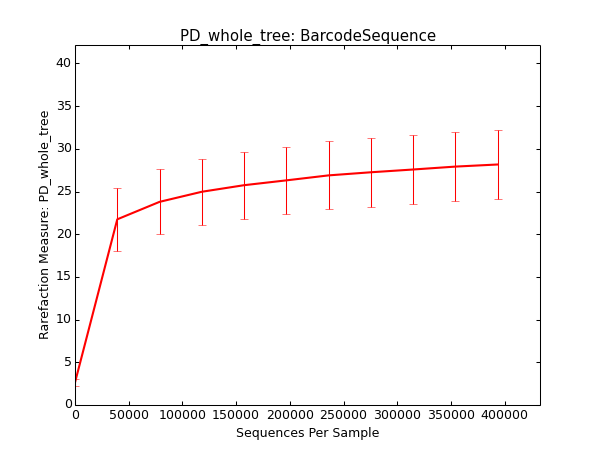 PD_whole_tree: BarcodeSequence
Rarefaction Measure: PD_whole_tree
40
35
30
25
20
15
10
5
0
0 50000 100000 150000 200000 250000 300000 350000 400000
Sequences Per Sample